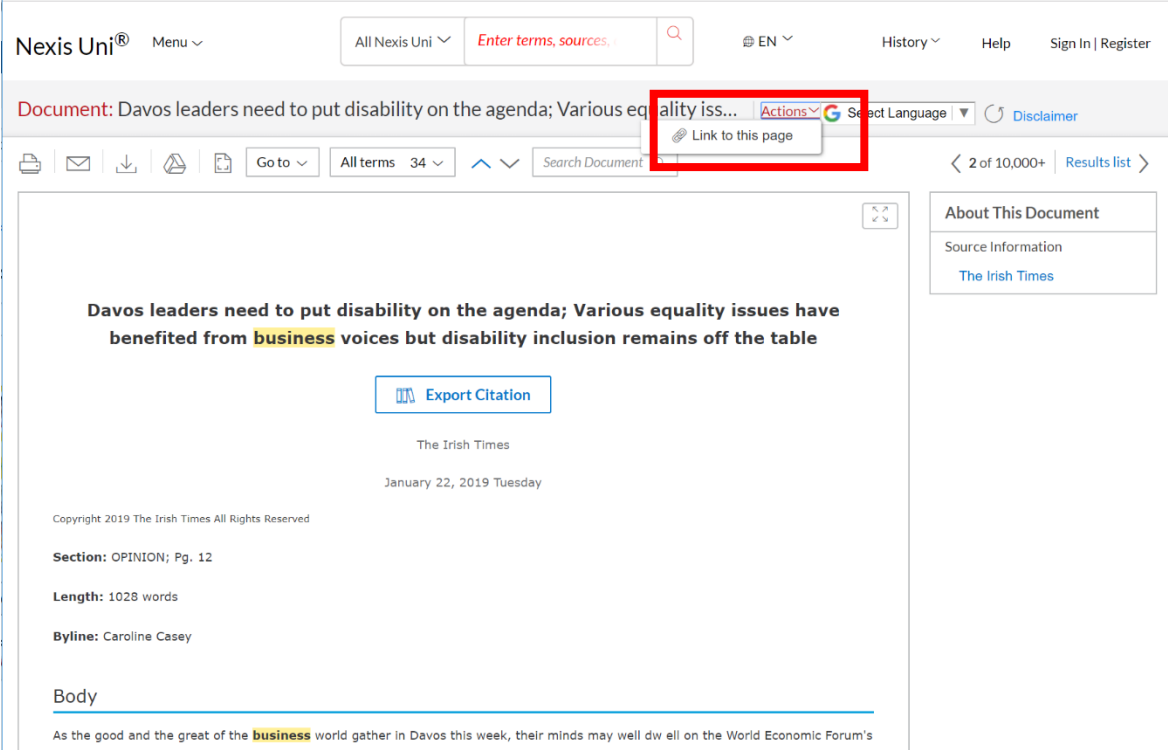 Nexis Uni® Menu All Nexis Uni Enter terms, sources, EN History Help Sign In | Register
Document: Davos leaders need to put disability on the agenda; Various equality iss... Actions Select Language ▼ Disclaimer
Link to this page
Go to All terms 34 Search Document 2 of 10,000+ Results list
About This Document
Source Information
The Irish Times
Davos leaders need to put disability on the agenda; Various equality issues have
benefited from business voices but disability inclusion remains off the table
Export Citation
The Irish Times
January 22, 2019 Tuesday
Copyright 2019 The Irish Times All Rights Reserved
Section: OPINION; Pg. 12
Length: 1028 words
Byline: Caroline Casey
Body
As the good and the great of the business world gather in Davos this week, their minds may well dw ell on the World Economic Forum's